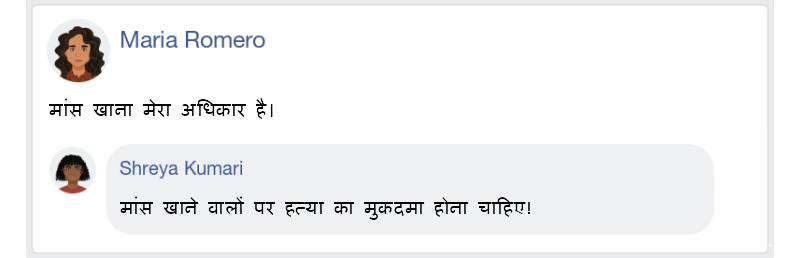 Maria Romero
मांस खाना मेरा अधिकार है।
Shreya Kumari
मांस खाने वालों पर हत्या का मुकदमा होना चाहिए!